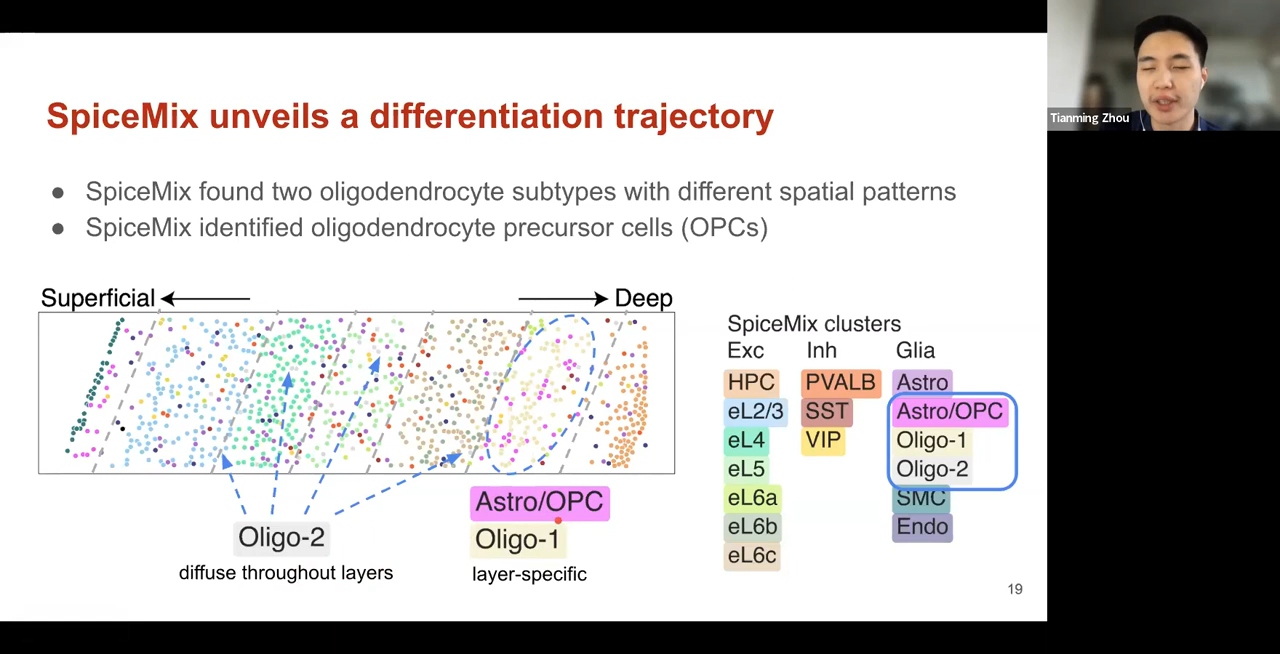 SpiceMix unveils a differentiation trajectory
● SpiceMix found two oligodendrocyte subtypes with different spatial patterns
● SpiceMix identified oligodendrocyte precursor cells (OPCs)
Superficial
Deep
Oligo-2
diffuse throughout layers
Astro/OPC
Oligo-1
layer-specific
SpiceMix clusters
Exc Inh Glia
HPC PVALB Astro
eL2/3 SST Astro/OPC
eL4 VIP Oligo-1
eL5 Oligo-2
eL6a SMC
eL6b Endo
eL6c
19
Tianming Zhou